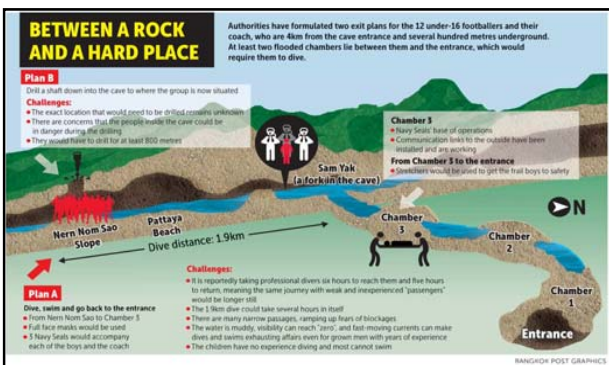 BETWEEN A ROCK
AND A HARD PLACE
Authorities have formulated two exit plans for the 12 under-16 footballers and their
coach, who are 4km from the cave entrance and several hundred metres underground.
At least two flooded chambers lie between them and the entrance, which would
require them to dive.
Plan B
Drill a shaft down into the cave to where the group is now situated
Challenges:
• The exact location that would need to be drilled remains unknown
• There are concerns that the people inside the cave could be
in danger during the drilling
• They would have to drill for at least 800 metres
Chamber 3
• Navy Seals' base of operations
• Communication links to the outside have been
installed and are working
From Chamber 3 to the entrance
• Stretchers would be used to get the frail boys to safety
Sam Yak
(a fork in the cave)
N
Nern Nom Sao
Slope
Pattaya
Beach
Dive distance: 1.9km
Chamber
3
Chamber
2
Chamber
1
Entrance
Plan A
Dive, swim and go back to the entrance
• From Nern Nom Sao to Chamber 3
• Full face masks would be used
• 3 Navy Seals would accompany
each of the boys and the coach
Challenges:
• It is reportedly taking professional divers six hours to reach them and five hours
to return, meaning the same journey with weak and inexperienced "passengers"
would be longer still
• The 1.9km dive could take several hours in itself
• There are many narrow passages, ramping up fears of blockages
• The water is muddy, visibility can reach "zero", and fast-moving currents can make
dives and swims exhausting affairs even for grown men with years of experience
• The children have no experience diving and most cannot swim
BANGKOK POST GRAPHICS